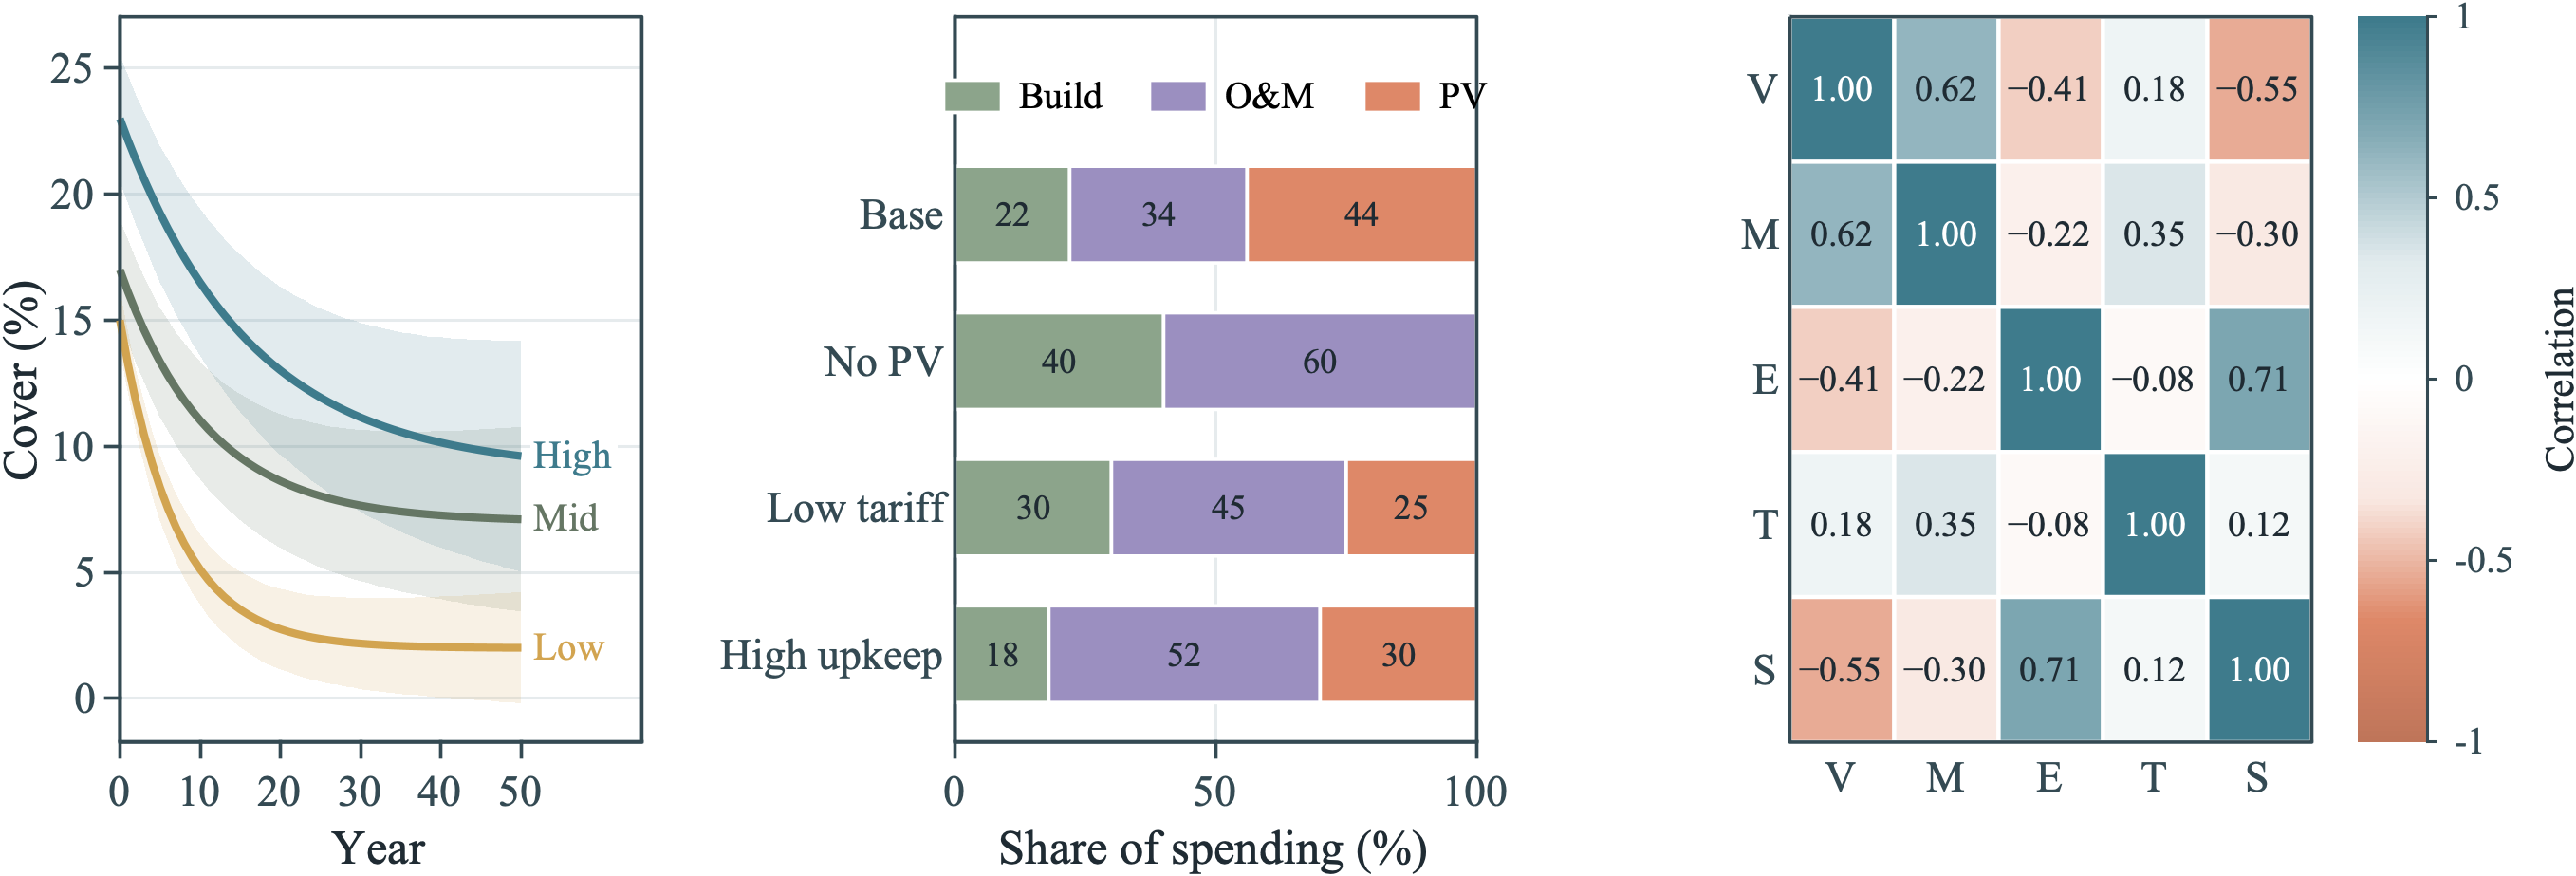 Cover (%)
25
20
15
10
5
0
High
Mid
Low
0 10 20 30 40 50
Year
Build O&M PV
Base 22 34 44
No PV 40 60
Low tariff 30 45 25
High upkeep 18 52 30
0 50 100
Share of spending (%)
V 1.00 0.62 −0.41 0.18 −0.55
M 0.62 1.00 −0.22 0.35 −0.30
E −0.41 −0.22 1.00 −0.08 0.71
T 0.18 0.35 −0.08 1.00 0.12
S −0.55 −0.30 0.71 0.12 1.00
V M E T S
1
0.5
0
-0.5
-1
Correlation